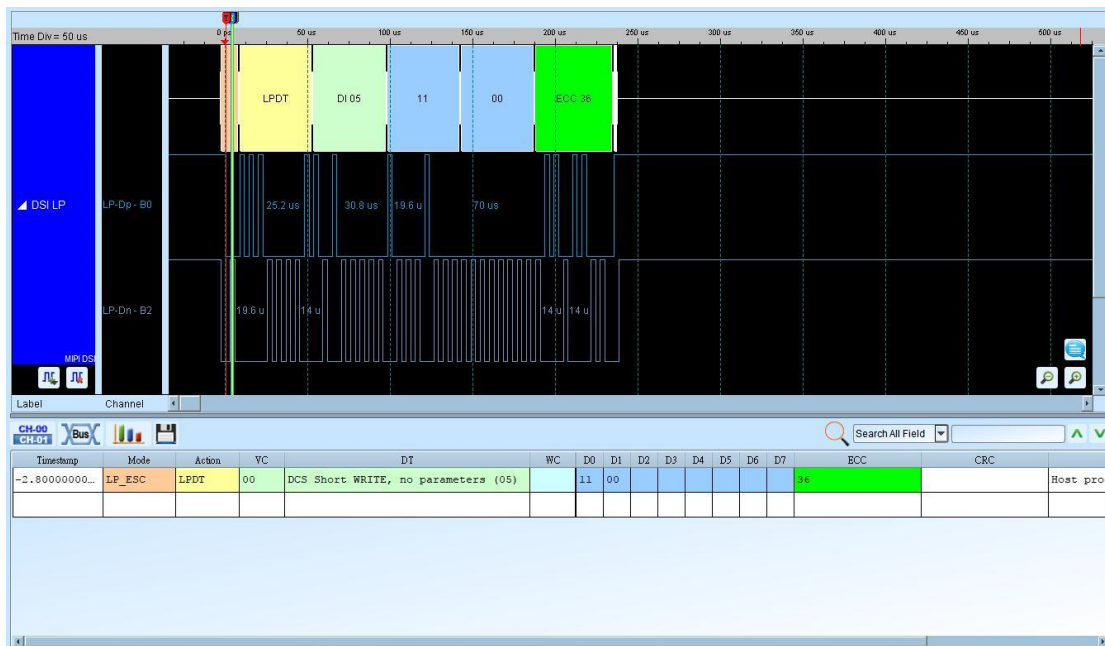 Time Div = 50 us
0 ps 50 us 100 us 150 us 200 us 250 us 300 us 350 us 400 us 450 us 500 us
LPDT DI 05 11 00 ECC 36
DSI LP LP-Dp - B0 25.2 us 30.8 us 19.6 u 70 us
LP-Dn - B2 19.6 u 14 u 14 u 14 u
MIPI DSI
Label Channel
CH-00
CH-01 Bus Search All Field
Timestamp Mode Action VC DT WC D0 D1 D2 D3 D4 D5 D6 D7 ECC CRC
-2.80000000... LP_ESC LPDT 00 DCS Short WRITE, no parameters (05) 11 00 36 Host pro